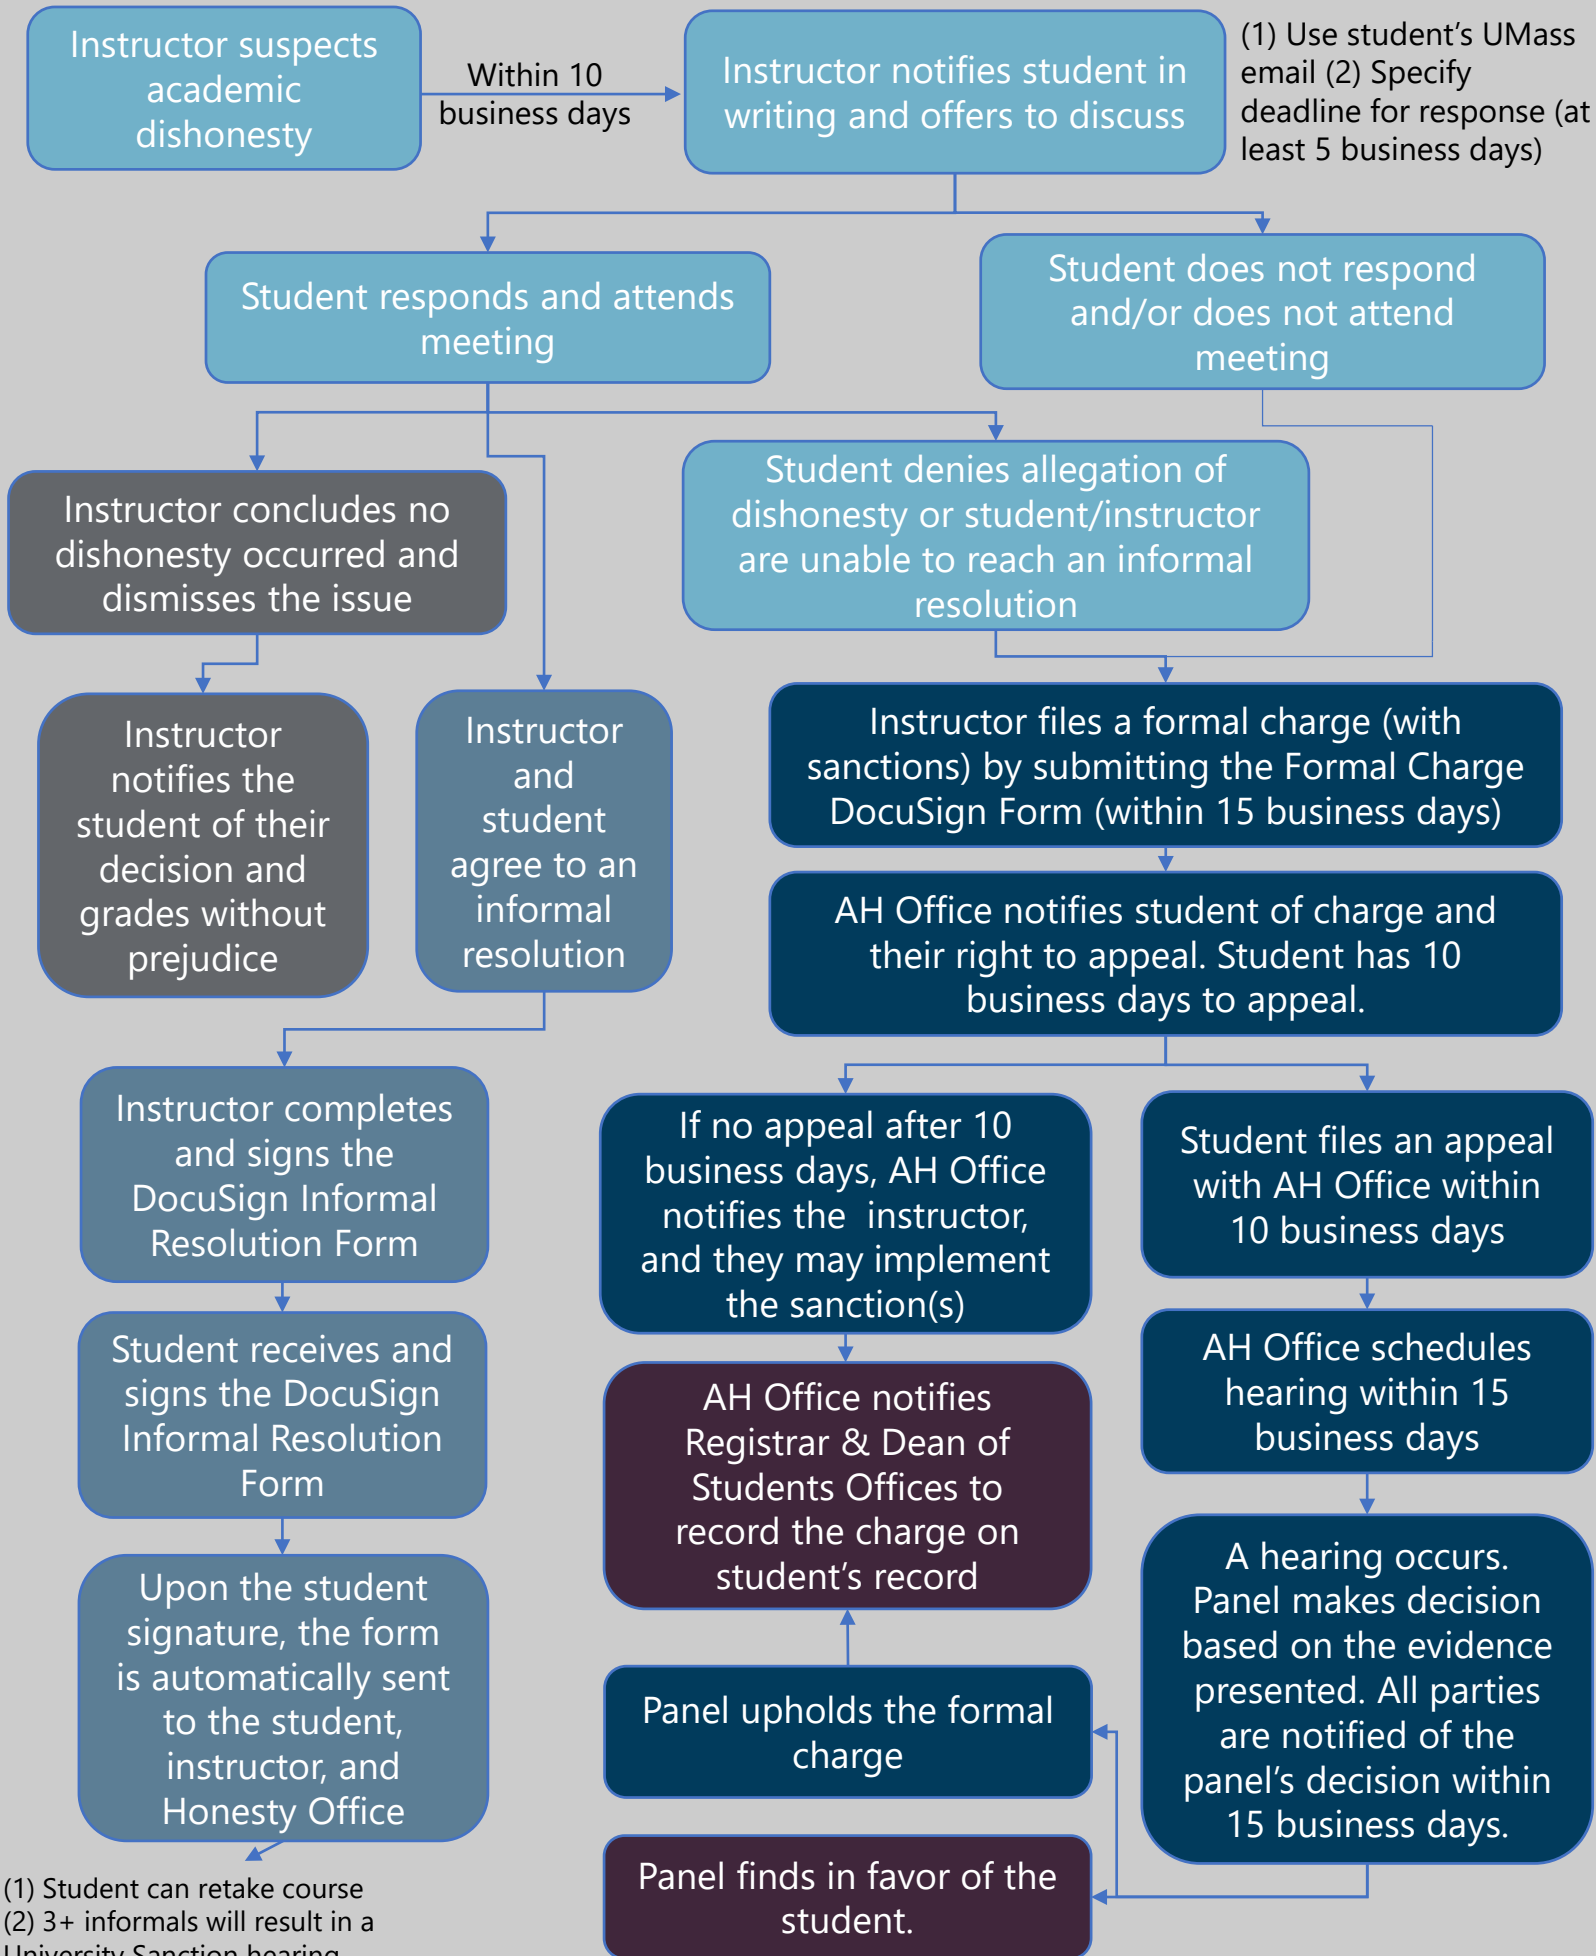 Instructor suspects
academic
dishonesty
Within 10
business days
Instructor notifies student in
writing and offers to discuss
(1) Use student’s UMass
email (2) Specify
deadline for response (at
least 5 business days)
Student responds and attends
meeting
Student does not respond
and/or does not attend
meeting
Instructor concludes no
dishonesty occurred and
dismisses the issue
Student denies allegation of
dishonesty or student/instructor
are unable to reach an informal
resolution
Instructor
notifies the
student of their
decision and
grades without
prejudice
Instructor
and
student
agree to an
informal
resolution
Instructor files a formal charge (with
sanctions) by submitting the Formal Charge
DocuSign Form (within 15 business days)
AH Office notifies student of charge and
their right to appeal. Student has 10
business days to appeal.
Instructor completes
and signs the
DocuSign Informal
Resolution Form
If no appeal after 10
business days, AH Office
notifies the  instructor,
and they may implement
the sanction(s)
Student files an appeal
with AH Office within
10 business days
Student receives and
signs the DocuSign
Informal Resolution
Form
AH Office notifies
Registrar & Dean of
Students Offices to
record the charge on
student’s record
AH Office schedules
hearing within 15
business days
Upon the student
signature, the form
is automatically sent
to the student,
instructor, and
Honesty Office
A hearing occurs.
Panel makes decision
based on the evidence
presented. All parties
are notified of the
panel’s decision within
15 business days.
Panel upholds the formal
charge
Panel finds in favor of the
student.
(1) Student can retake course
(2) 3+ informals will result in a
University Sanction hearing